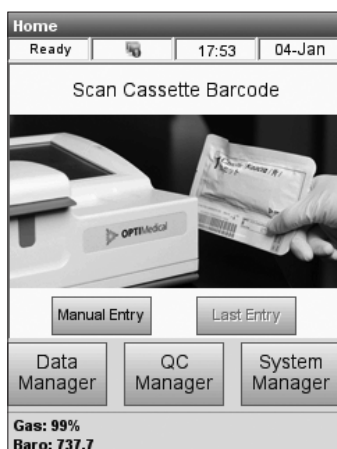 Home
Ready 17:53 04-Jan
Scan Cassette Barcode
OPTIMedical
Manual Entry Last Entry
Data Manager QC Manager System Manager
Gas: 99%
Baro: 737.7